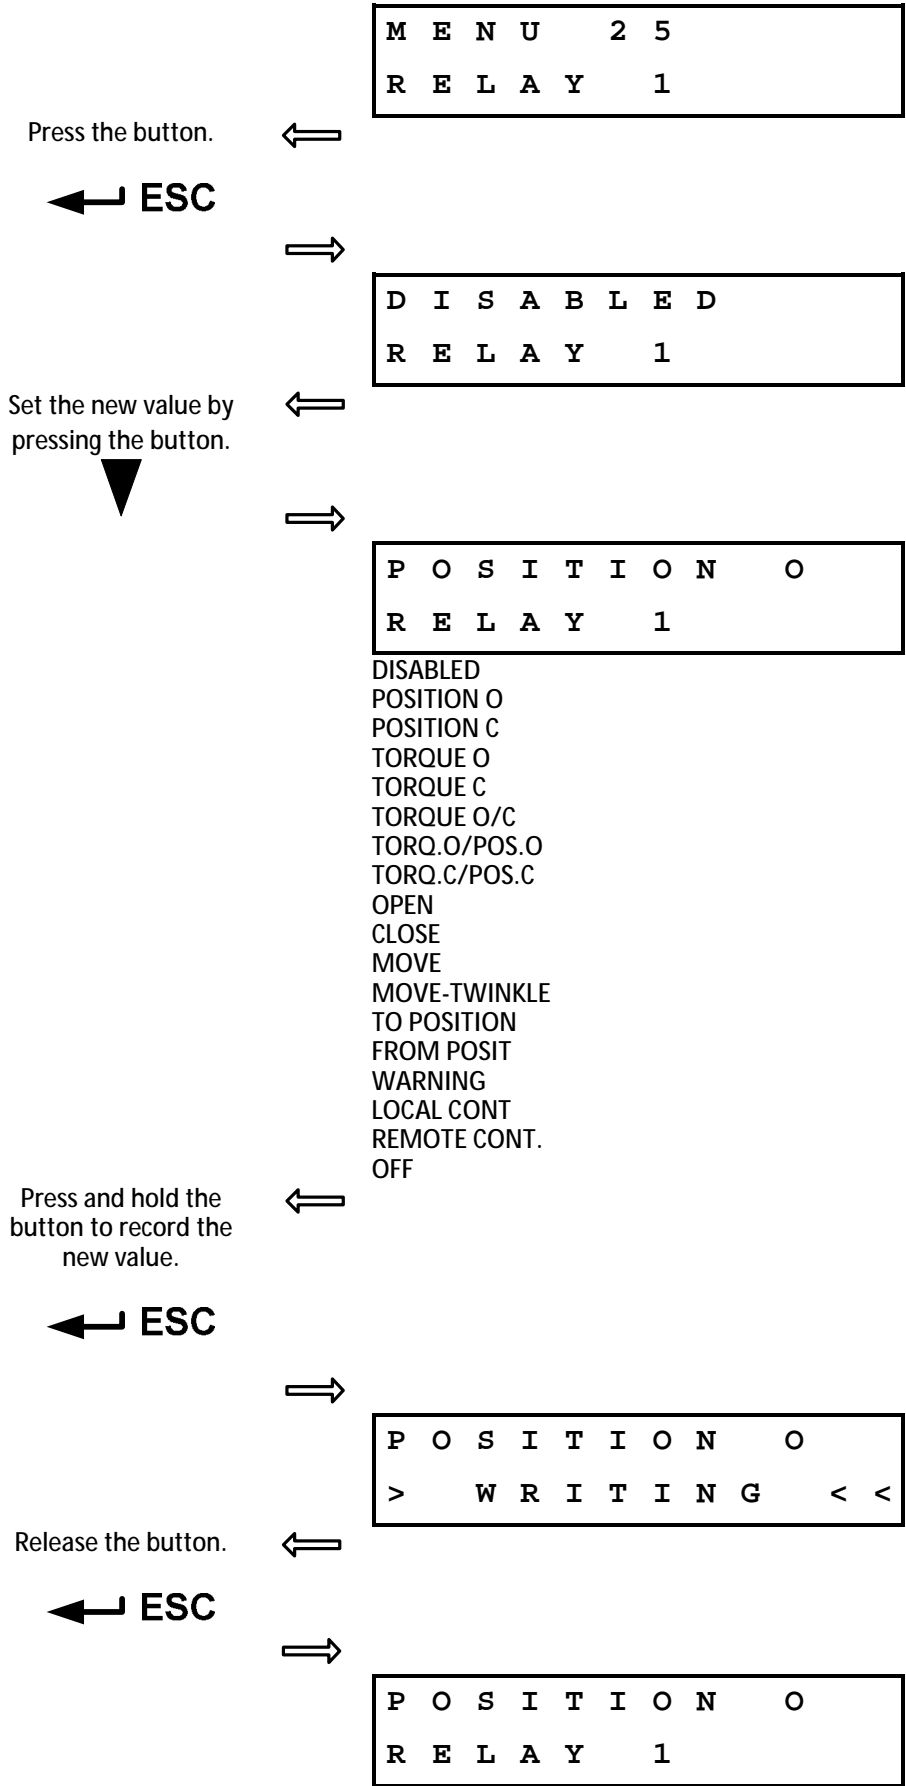 MENU 25
RELAY 1
Press the button.
ESC
DISABLED
RELAY 1
Set the new value by
pressing the button.
POSITION O
RELAY 1
DISABLED
POSITION O
POSITION C
TORQUE O
TORQUE C
TORQUE O/C
TORQ.O/POS.O
TORQ.C/POS.C
OPEN
CLOSE
MOVE
MOVE-TWINKLE
TO POSITION
FROM POSIT
WARNING
LOCAL CONT
REMOTE CONT.
OFF
Press and hold the
button to record the
new value.
ESC
POSITION O
> WRITING <<
Release the button.
ESC
POSITION O
RELAY 1